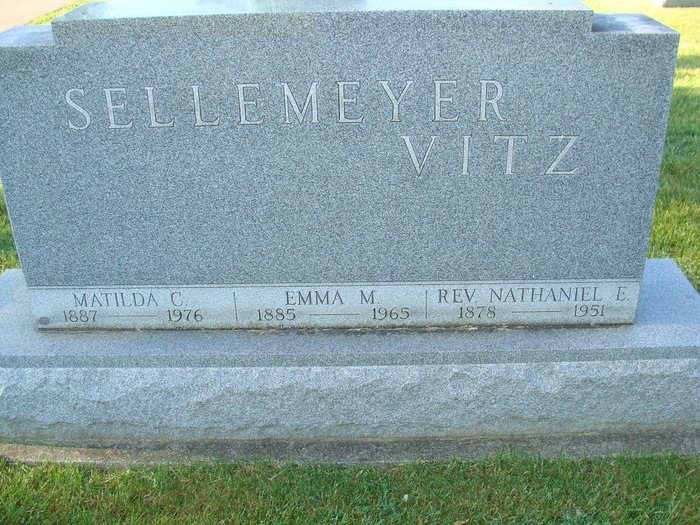 SELLEMEYER
VITZ
MATILDA C. EMMA M. REV. NATHANIEL E.
1887 — 1976 1885 — 1965 1878 — 1951